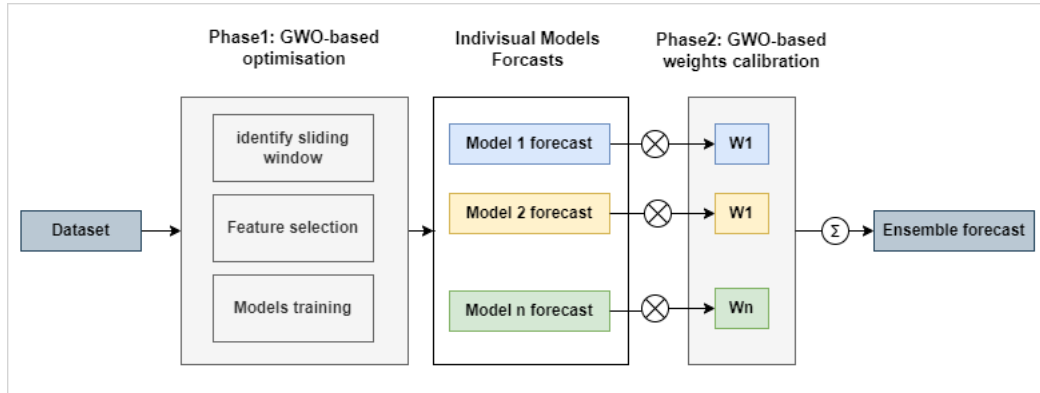 Phase1: GWO-based
optimisation
Indivisual Models
Forcasts
Phase2: GWO-based
weights calibration
identify sliding
window
Feature selection
Models training
Dataset
Model 1 forecast
W1
Model 2 forecast
W1
Model n forecast
Wn
Σ
Ensemble forecast